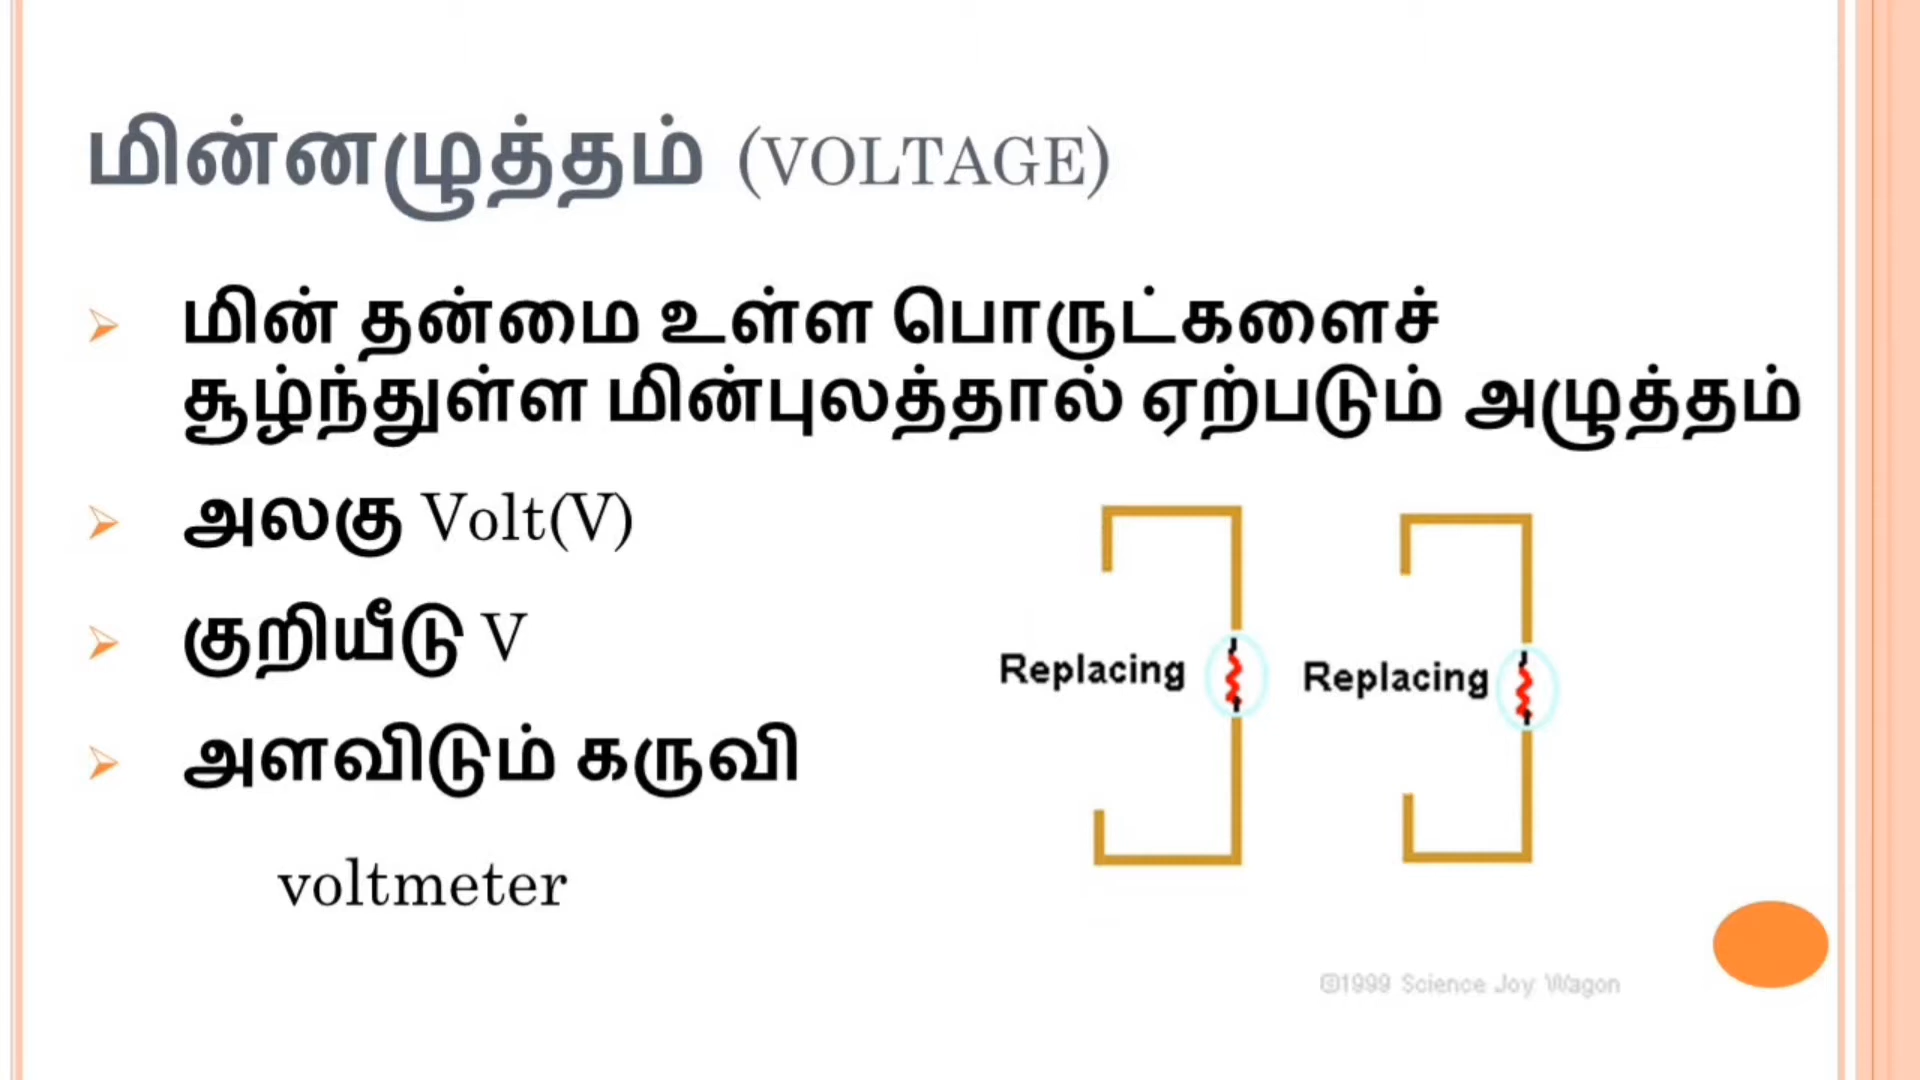 மின்னழுத்தம் (VOLTAGE)
மின் தன்மை உள்ள பொருட்களைச்
சூழ்ந்துள்ள மின்புலத்தால் ஏற்படும் அழுத்தம்
அலகு Volt(V)
குறியீடு V
அளவிடும் கருவி
voltmeter
Replacing
Replacing
©1999 Science Joy Wagon